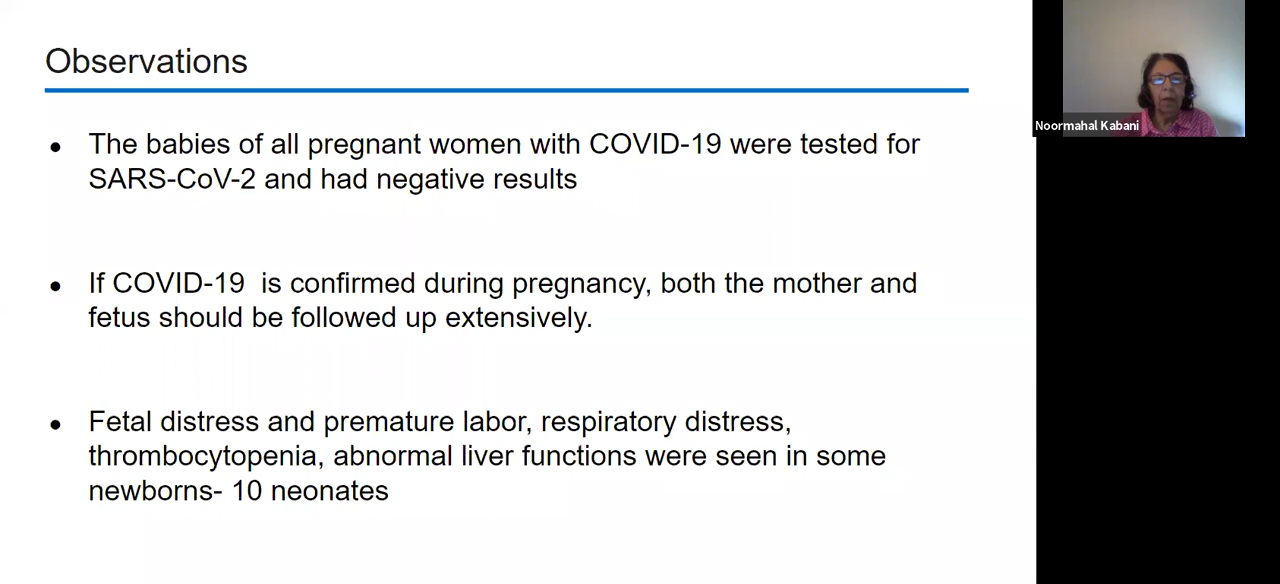 Observations
● The babies of all pregnant women with COVID-19 were tested for
SARS-CoV-2 and had negative results
● If COVID-19  is confirmed during pregnancy, both the mother and
fetus should be followed up extensively.
● Fetal distress and premature labor, respiratory distress,
thrombocytopenia, abnormal liver functions were seen in some
newborns- 10 neonates
Noormahal Kabani